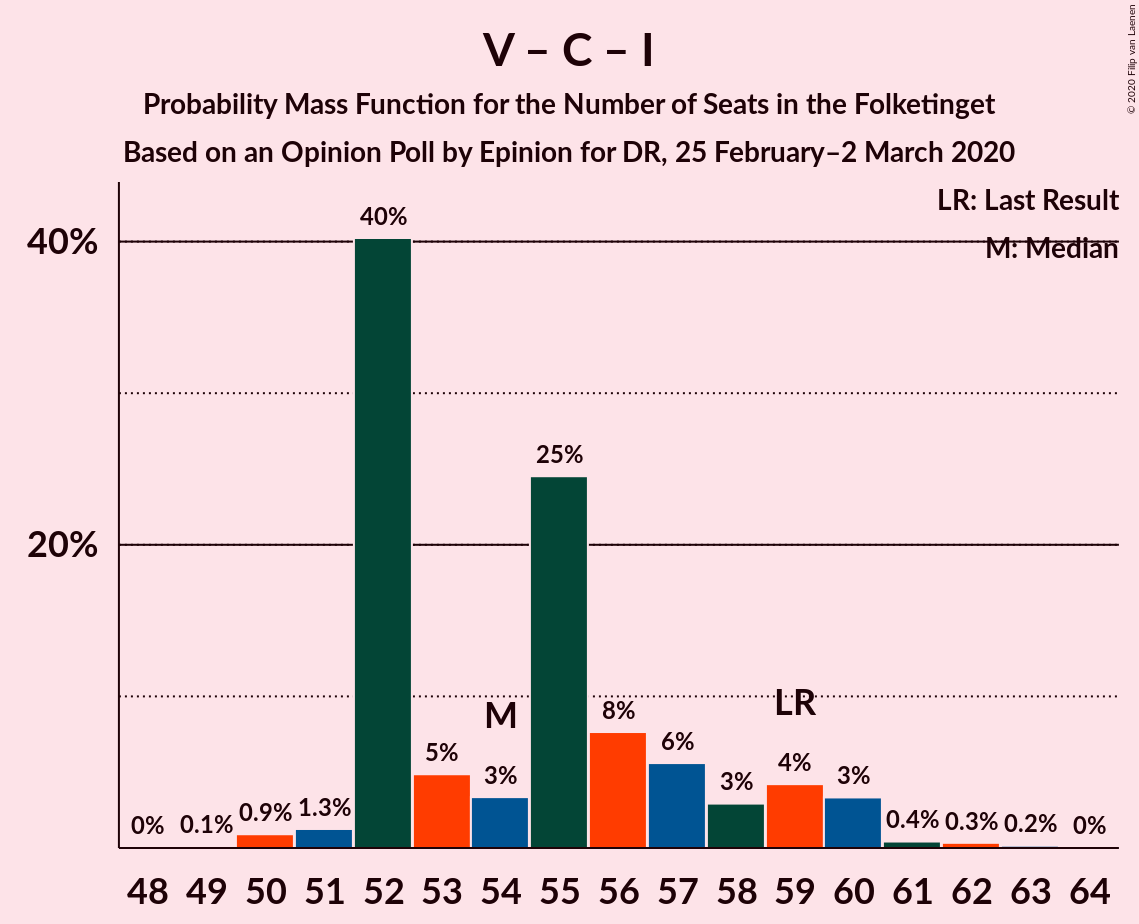 V – C – I
Probability Mass Function for the Number of Seats in the Folketinget
Based on an Opinion Poll by Epinion for DR, 25 February–2 March 2020
© 2020 Filip van Laenen
LR: Last Result
M: Median
40%
20%
0%
0.1%
0.9%
1.3%
40%
5%
3%
M
25%
8%
6%
3%
4%
LR
3%
0.4%
0.3%
0.2%
0%
48 49 50 51 52 53 54 55 56 57 58 59 60 61 62 63 64